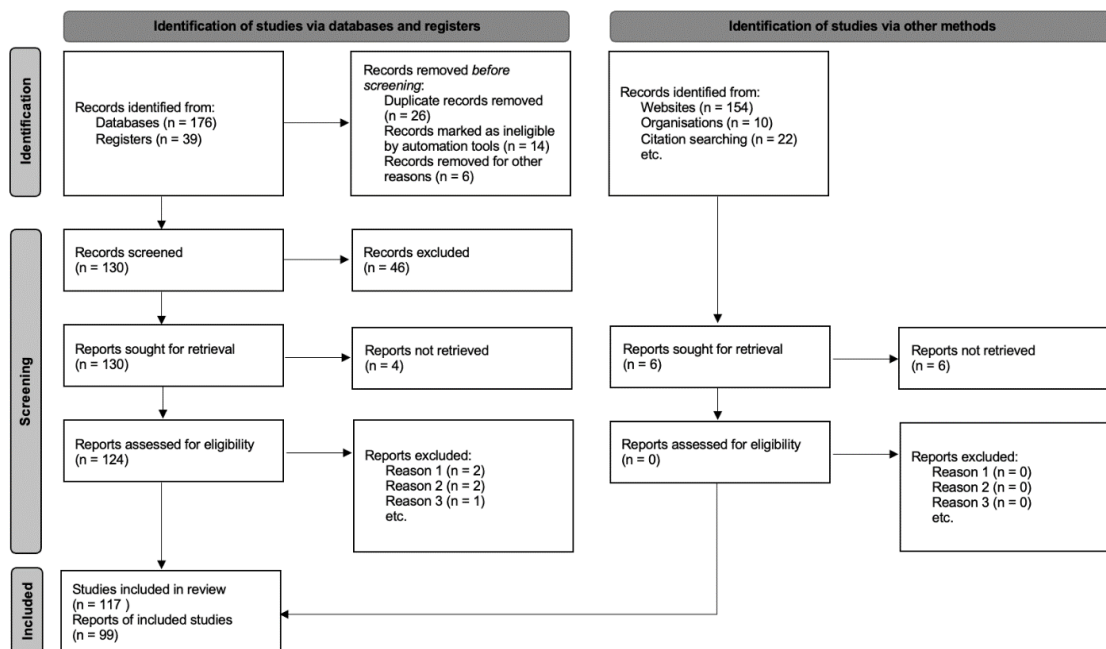 Identification of studies via databases and registers
Identification of studies via other methods
Identification
Records identified from:
Databases (n = 176)
Registers (n = 39)
Records removed before
screening:
Duplicate records removed
(n = 26)
Records marked as ineligible
by automation tools (n = 14)
Records removed for other
reasons (n = 6)
Records identified from:
Websites (n = 154)
Organisations (n = 10)
Citation searching (n = 22)
etc.
Screening
Records screened
(n = 130)
Records excluded
(n = 46)
Reports sought for retrieval
(n = 130)
Reports not retrieved
(n = 4)
Reports sought for retrieval
(n = 6)
Reports not retrieved
(n = 6)
Reports assessed for eligibility
(n = 124)
Reports excluded:
Reason 1 (n = 2)
Reason 2 (n = 2)
Reason 3 (n = 1)
etc.
Reports assessed for eligibility
(n = 0)
Reports excluded:
Reason 1 (n = 0)
Reason 2 (n = 0)
Reason 3 (n = 0)
etc.
Included
Studies included in review
(n = 117 )
Reports of included studies
(n = 99)